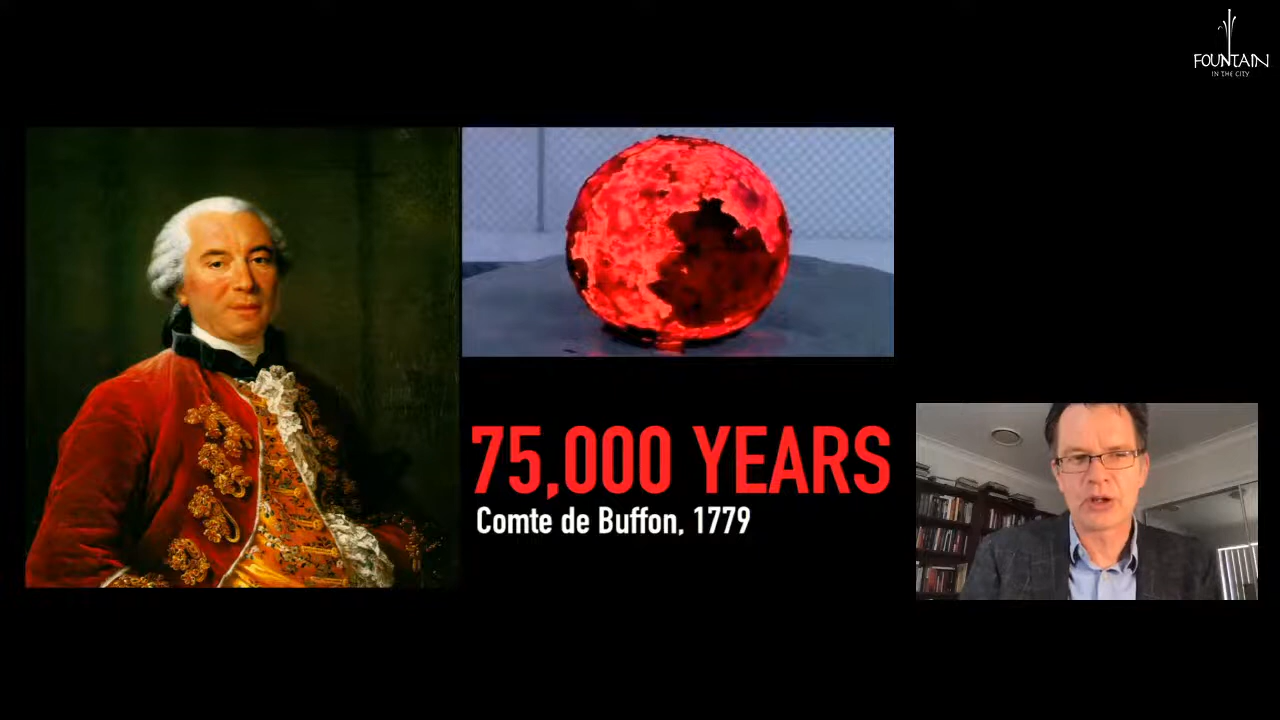 FOUNTAIN
IN THE CITY
75,000 YEARS
Comte de Buffon, 1779